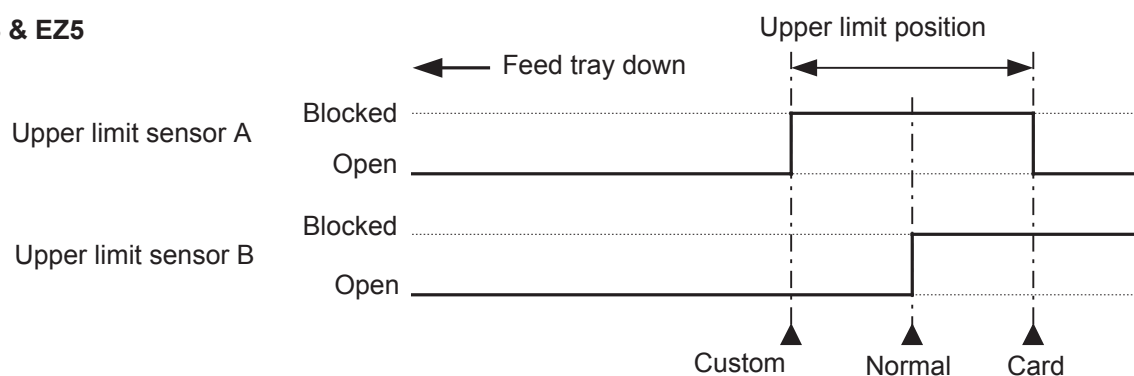 & EZ5
Upper limit position
Feed tray down
Upper limit sensor A
Blocked
Open
Upper limit sensor B
Blocked
Open
Custom
Normal
Card